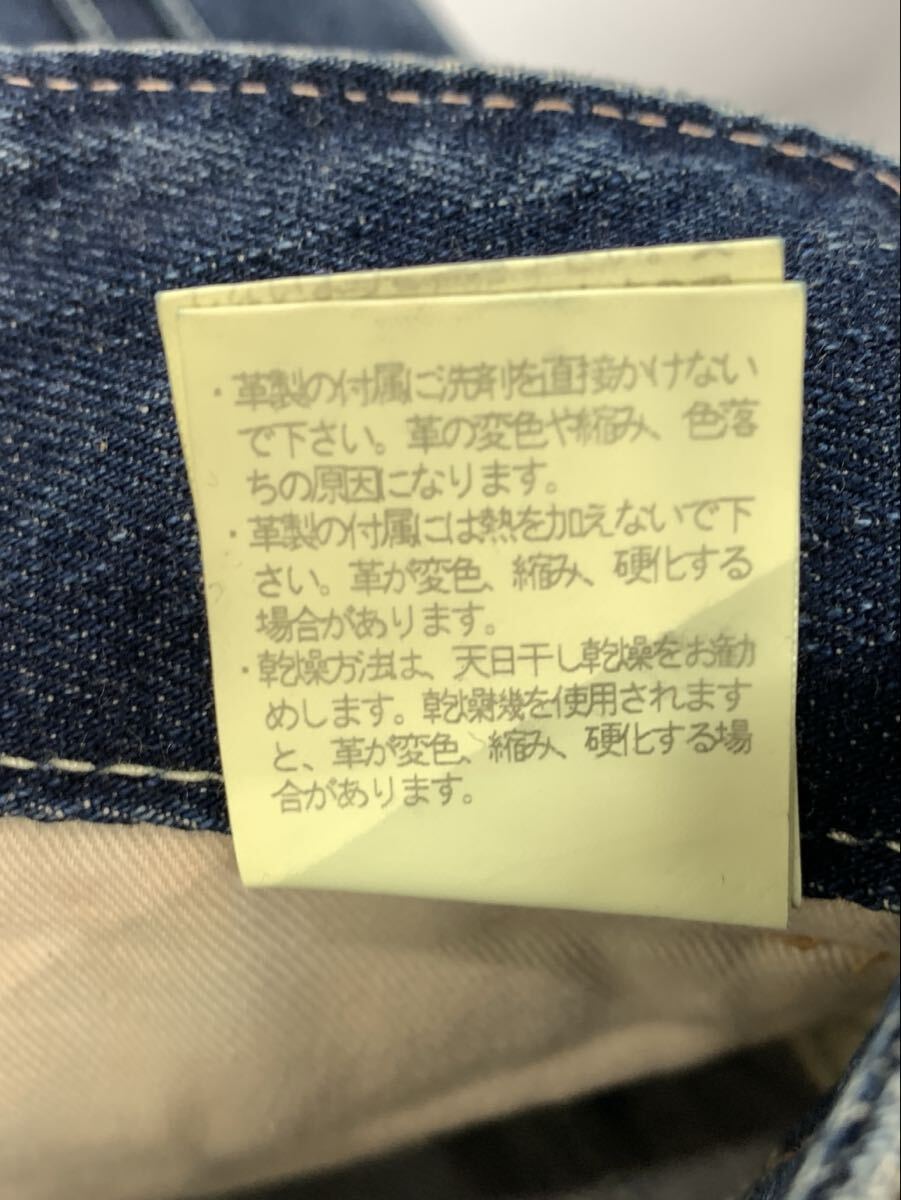 ・革製の付属に洗剤を直接かけない
で下さい。革の変色や縮み、色落
ちの原因になります。
・革製の付属には熱を加えないで下
さい。革が変色、縮み、硬化する
場合があります。
・乾燥方法は、天日干し乾燥をお勧
めします。乾燥機を使用されます
と、革が変色、縮み、硬化する場
合があります。